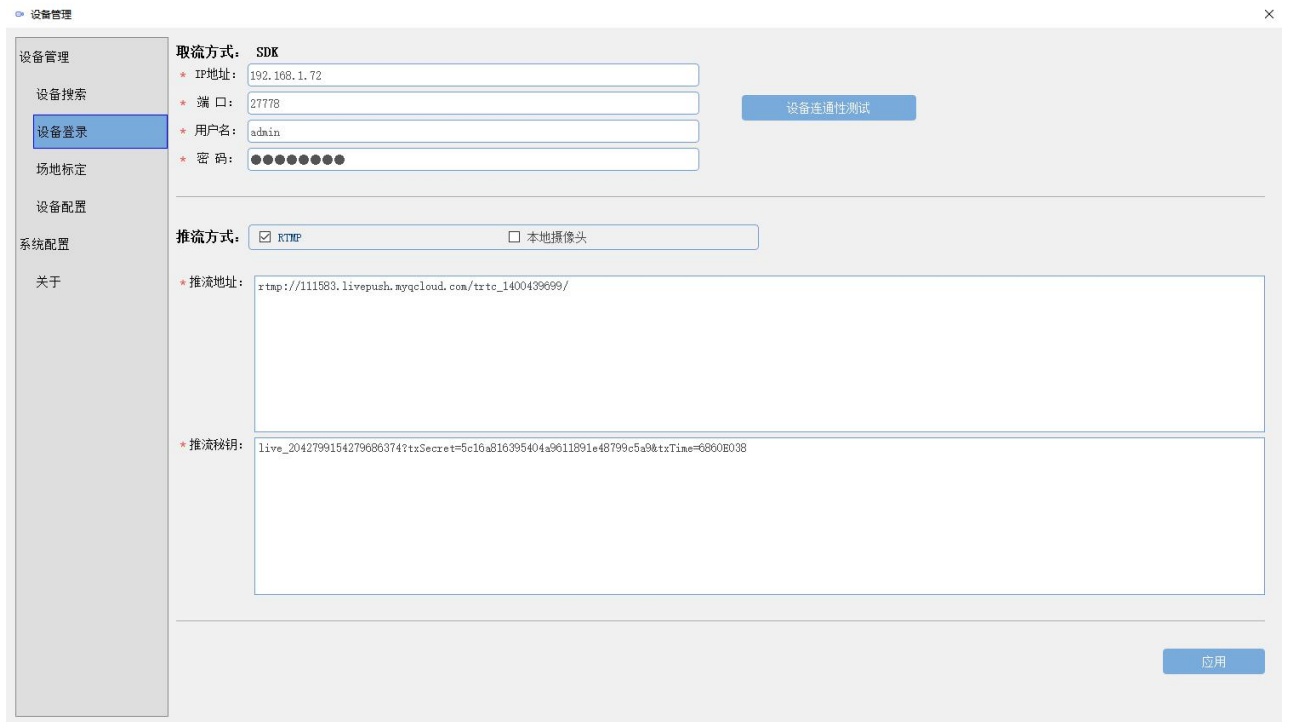 设备管理
设备管理
设备搜索
设备登录
场地标定
设备配置
系统配置
关于
取流方式: SDK
* IP地址: 192.168.1.72
* 端 口: 27778
设备连通性测试
* 用户名: admin
* 密 码: ●●●●●●●●
推流方式: RTMP 本地摄像头
*推流地址: rtmp://111583.livepush.myqcloud.com/trtc_1400439699/
*推流秘钥: live_2042799154279686374?txSecret=5c16a816395404a9611891e48799c5a9&txTime=6860E038
应用